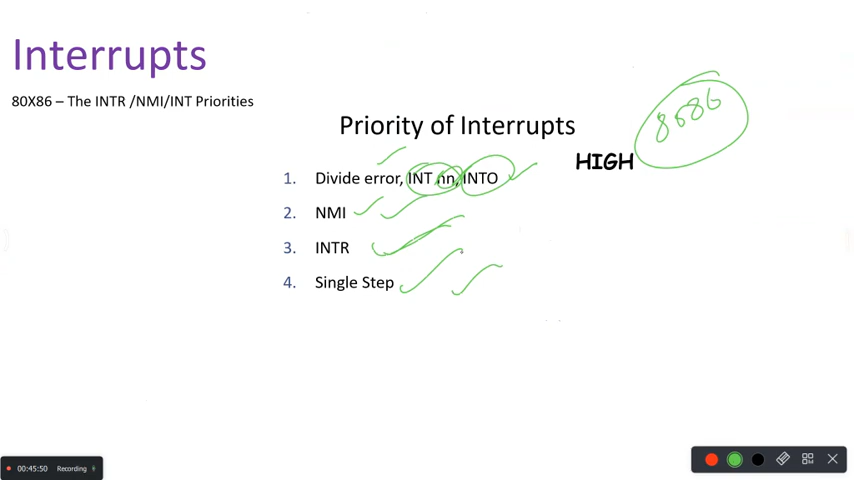 Interrupts
80X86 – The INTR /NMI/INT Priorities
Priority of Interrupts
8086
HIGH
1. Divide error, INT nn, INTO
2. NMI
3. INTR
4. Single Step
00:45:50 Recording